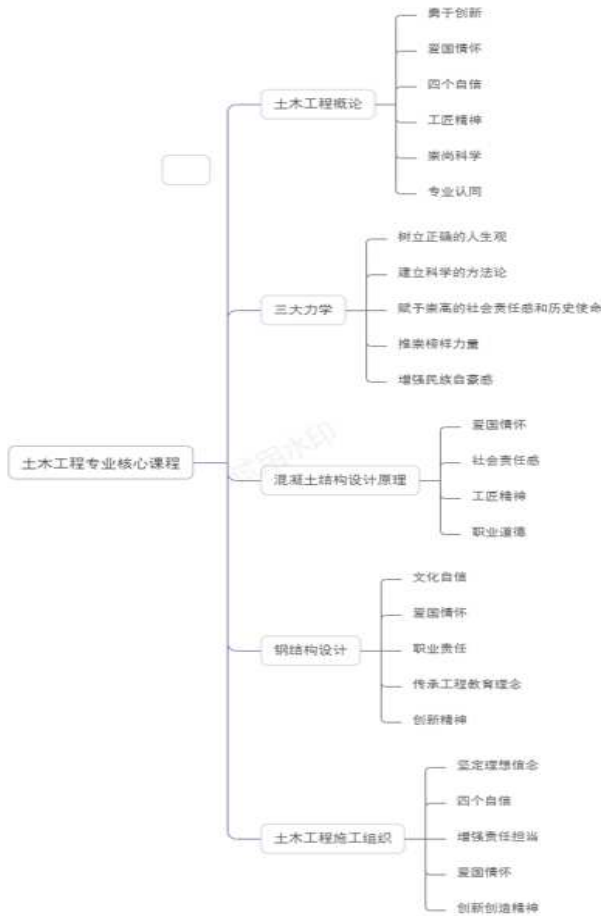 土木工程专业核心课程
土木工程概论
勇于创新
爱国情怀
四个自信
工匠精神
崇尚科学
专业认同
三大力学
树立正确的人生观
建立科学的方法论
赋予崇高的社会责任感和历史使命
推崇榜样力量
增强民族自豪感
混凝土结构设计原理
爱国情怀
社会责任感
工匠精神
职业道德
钢结构设计
文化自信
爱国情怀
职业责任
传承工程教育理念
创新精神
土木工程施工组织
坚定理想信念
四个自信
增强责任担当
爱国情怀
创新创造精神